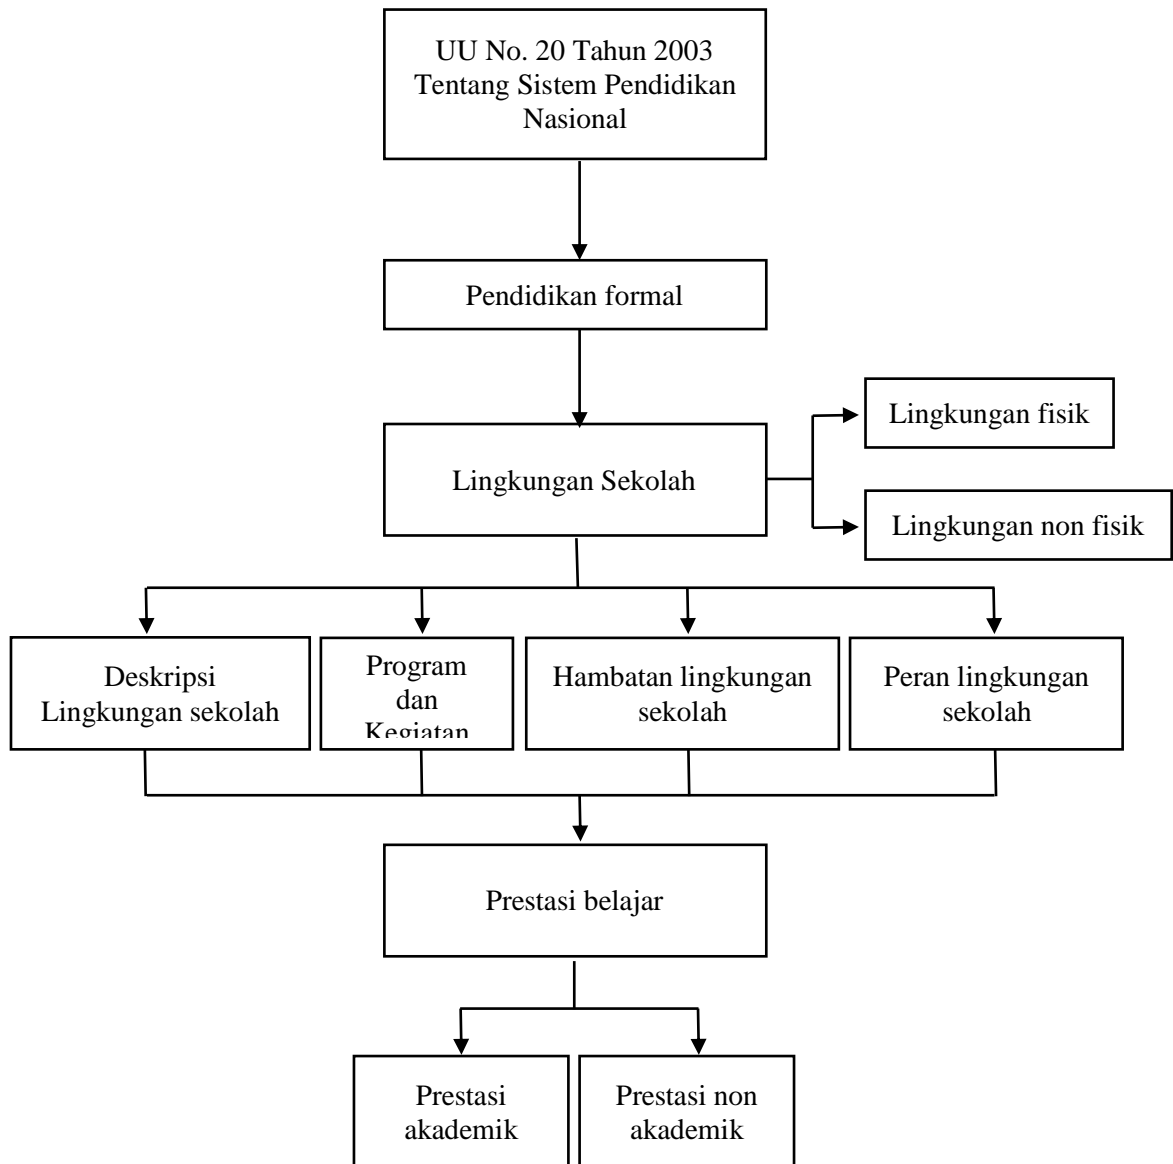 UU No. 20 Tahun 2003
Tentang Sistem Pendidikan
Nasional
Pendidikan formal
Lingkungan fisik
Lingkungan Sekolah
Lingkungan non fisik
Deskripsi
Lingkungan sekolah
Program
dan
Kegiatan
Hambatan lingkungan
sekolah
Peran lingkungan
sekolah
Prestasi belajar
Prestasi
akademik
Prestasi non
akademik